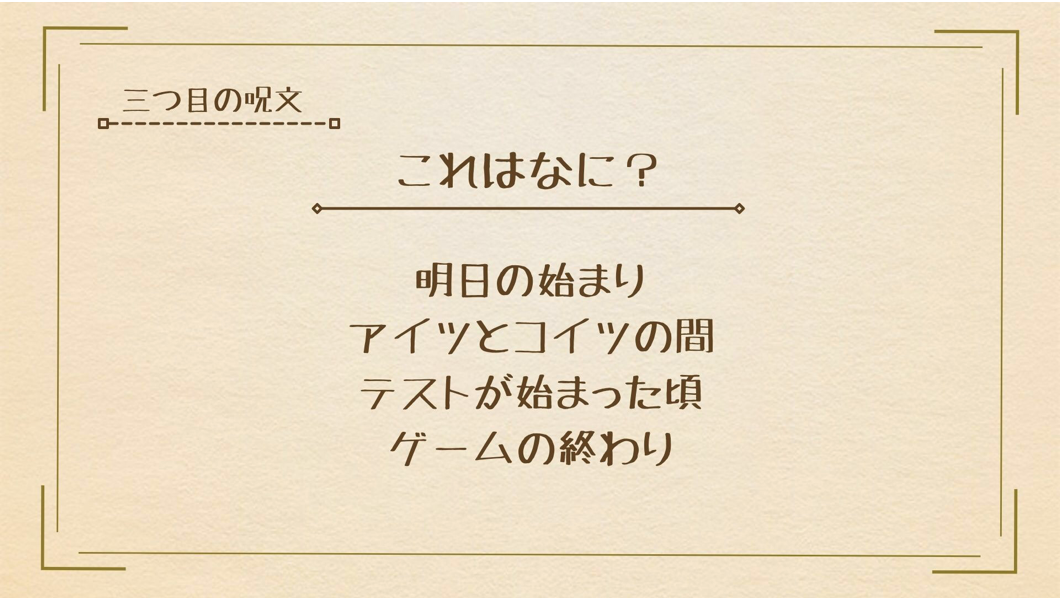 三つ目の呪文
これはなに？
明日の始まり
アイツとコイツの間
テストが始まった頃
ゲームの終わり